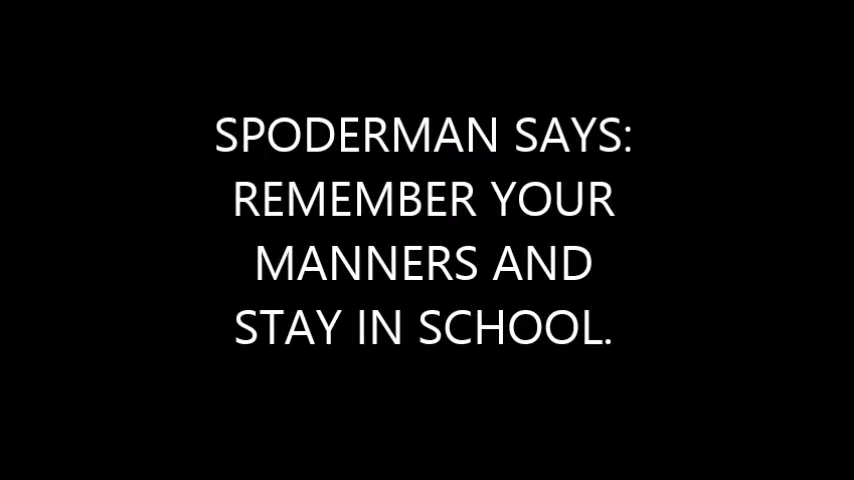 SPODERMAN SAYS:
REMEMBER YOUR
MANNERS AND
STAY IN SCHOOL.